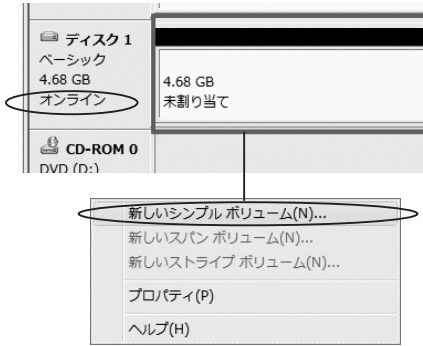 ディスク 1
ベーシック
4.68 GB
オンライン
4.68 GB
未割り当て
CD-ROM 0
DVD (D:)
新しいシンプル ボリューム(N)...
新しいスパン ボリューム(N)...
新しいストライプ ボリューム(N)...
プロパティ(P)
ヘルプ(H)